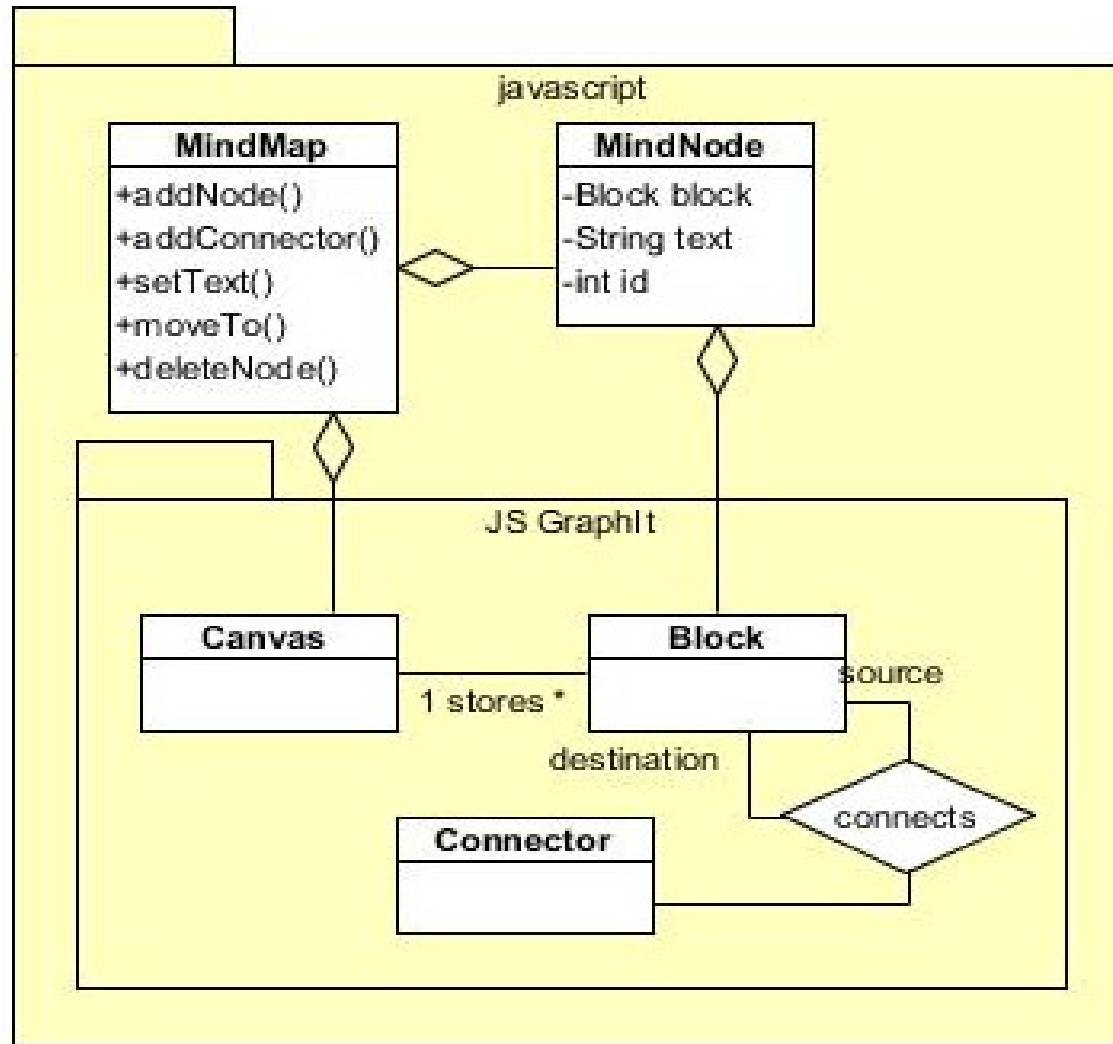 javascript
MindMap
+addNode()
+addConnector()
+setText()
+moveTo()
+deleteNode()
MindNode
-Block block
-String text
-int id
JS GraphIt
Canvas
Block
1 stores *
source
destination
connects
Connector